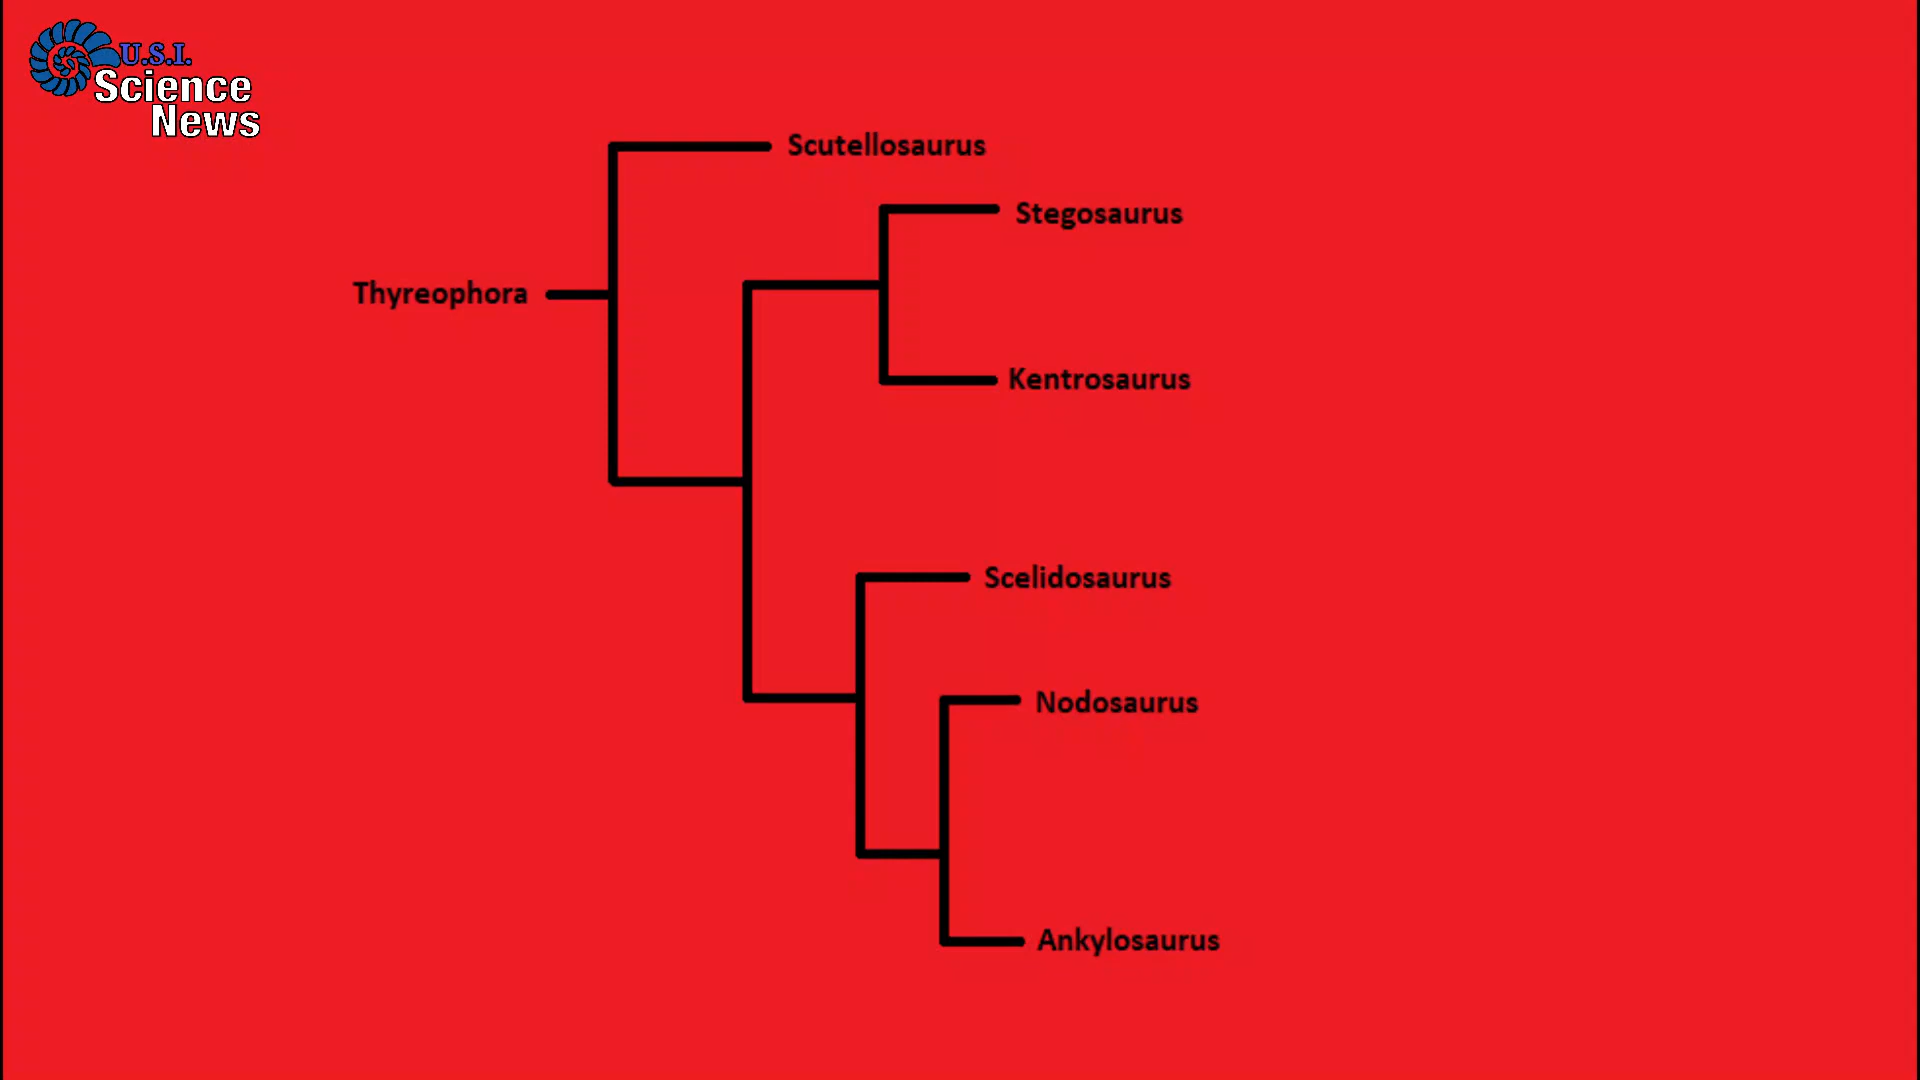 U.S.I.
Science
News
Scutellosaurus
Stegosaurus
Thyreophora
Kentrosaurus
Scelidosaurus
Nodosaurus
Ankylosaurus